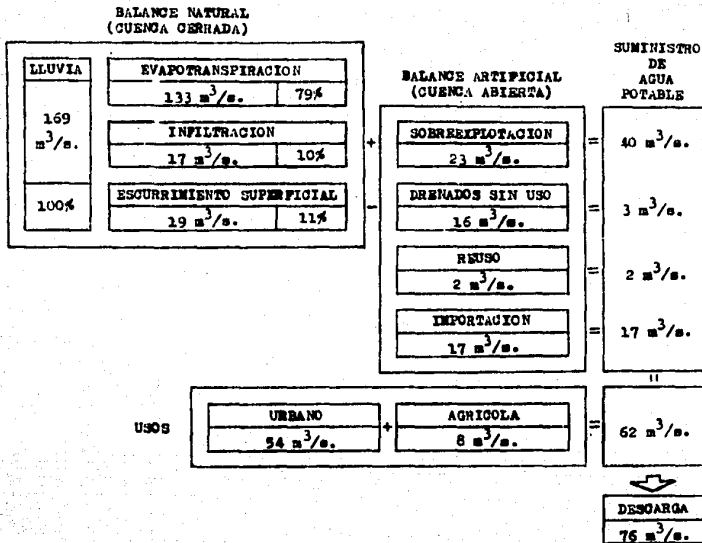 BALANCE NATURAL
(CUENCA CERRADA)
LLUVIA
169
m³/s.
100%
EVAPOTRANSPIRACION
133 m³/s. 79%
INFILTRACION
17 m³/s. 10%
ESCURRIMIENTO SUPERFICIAL
19 m³/s. 11%
+
-
BALANCE ARTIFICIAL
(CUENCA ABIERTA)
SOBREEXPLOTACION
23 m³/s.
DRENADOS SIN USO
16 m³/s.
REUSO
2 m³/s.
IMPORTACION
17 m³/s.
SUMINISTRO
DE
AGUA
POTABLE
= 40 m³/s.
= 3 m³/s.
= 2 m³/s.
= 17 m³/s.
=
USOS
URBANO
54 m³/s.
+
AGRICOLA
8 m³/s.
= 62 m³/s.
DESCARGA
76 m³/s.